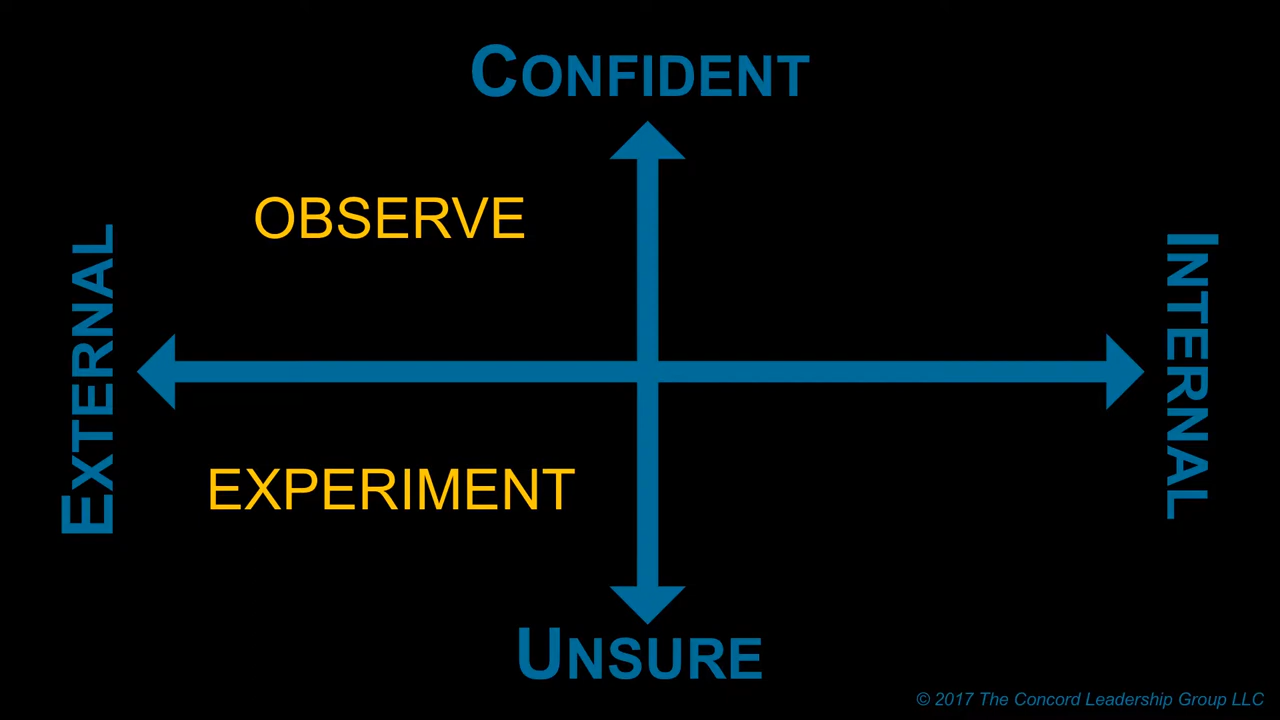 CONFIDENT
OBSERVE
EXTERNAL
INTERNAL
EXPERIMENT
UNSURE
© 2017 The Concord Leadership Group LLC